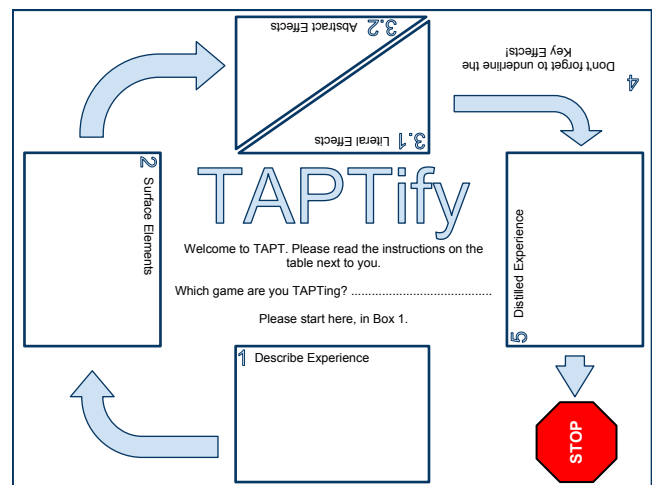 TAPTify
Welcome to TAPT. Please read the instructions on the
table next to you.
Which game are you TAPTing? ..........................................
Please start here, in Box 1.
1 Describe Experience
2 Surface Elements
3.1 Literal Effects
3.2 Abstract Effects
4
Don't forget to underline the
Key Effects!
5 Distilled Experience
STOP